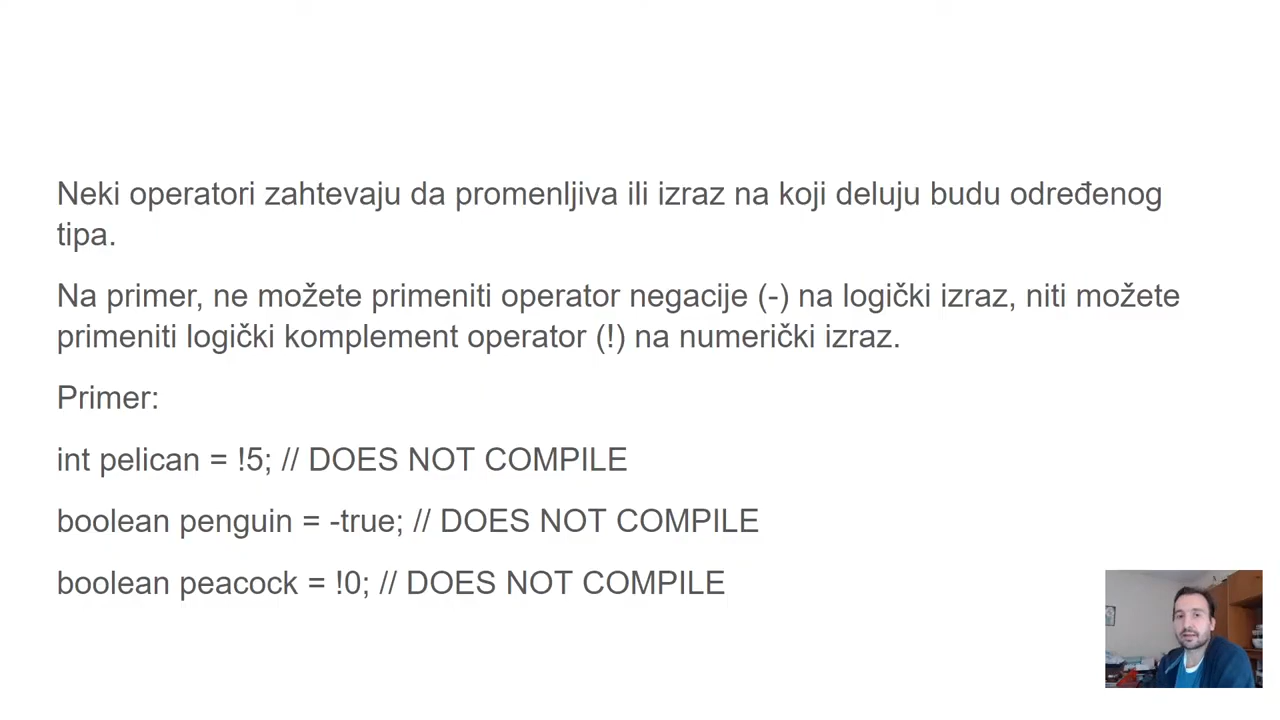 Neki operatori zahtevaju da promenljiva ili izraz na koji deluju budu određenog
tipa.
Na primer, ne možete primeniti operator negacije (-) na logički izraz, niti možete
primeniti logički komplement operator (!) na numerički izraz.
Primer:
int pelican = !5; // DOES NOT COMPILE
boolean penguin = -true; // DOES NOT COMPILE
boolean peacock = !0; // DOES NOT COMPILE